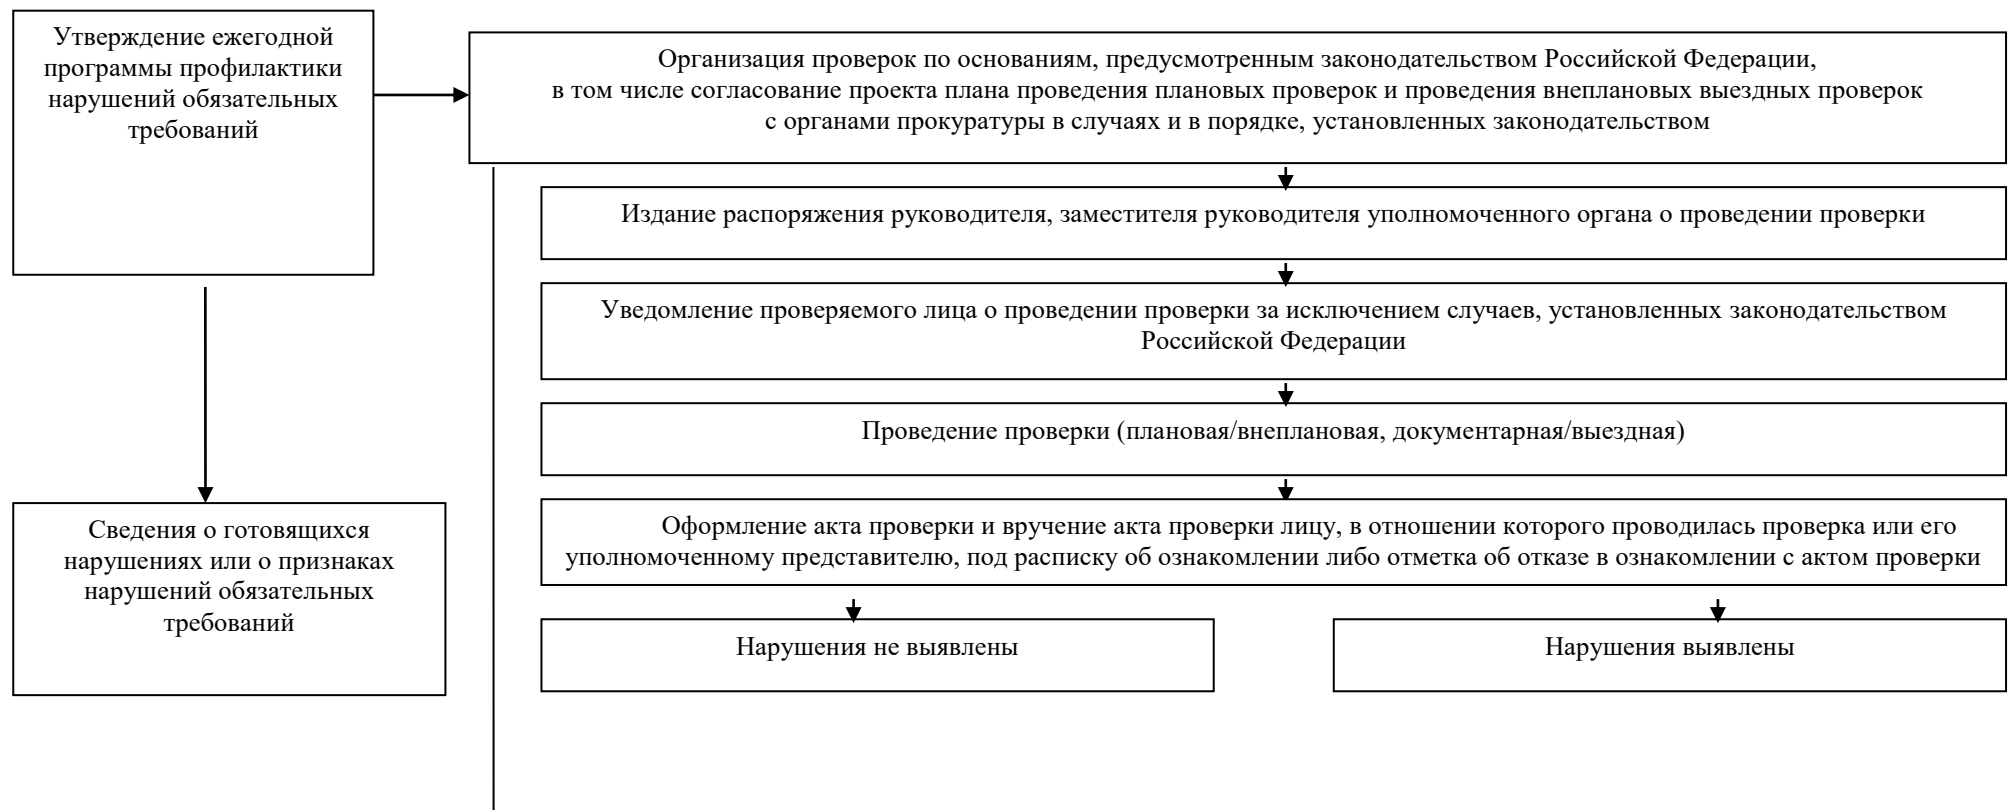 Утверждение ежегодной
программы профилактики
нарушений обязательных
требований
Организация проверок по основаниям, предусмотренным законодательством Российской Федерации,
в том числе согласование проекта плана проведения плановых проверок и проведения внеплановых выездных проверок
с органами прокуратуры в случаях и в порядке, установленных законодательством
Издание распоряжения руководителя, заместителя руководителя уполномоченного органа о проведении проверки
Уведомление проверяемого лица о проведении проверки за исключением случаев, установленных законодательством
Российской Федерации
Проведение проверки (плановая/внеплановая, документарная/выездная)
Оформление акта проверки и вручение акта проверки лицу, в отношении которого проводилась проверка или его
уполномоченному представителю, под расписку об ознакомлении либо отметка об отказе в ознакомлении с актом проверки
Сведения о готовящихся
нарушениях или о признаках
нарушений обязательных
требований
Нарушения не выявлены
Нарушения выявлены